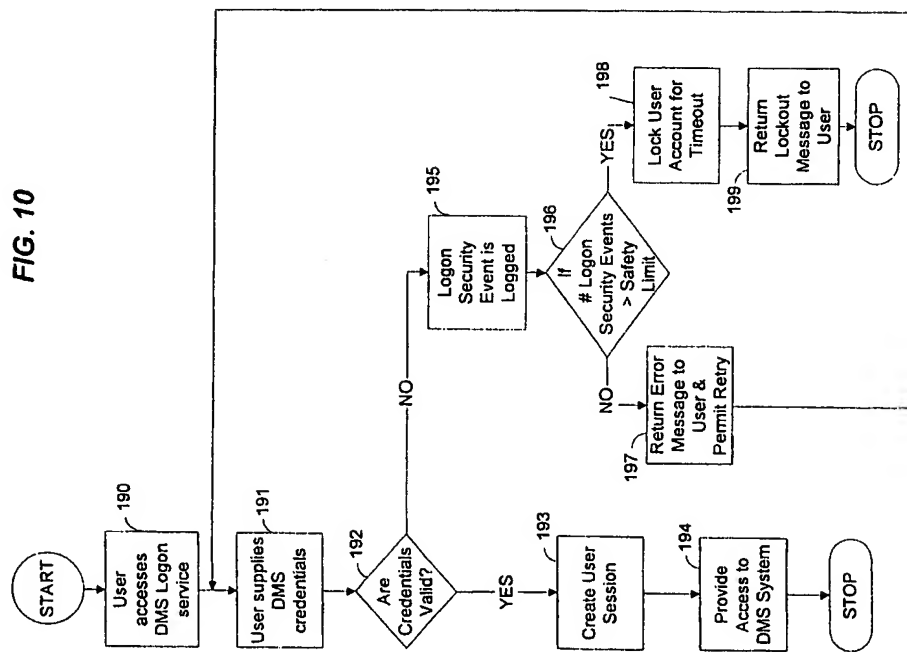 FIG. 10
START
190
User
accesses
DMS Logon
service
191
User supplies
DMS
credentials
192
Are
Credentials
Valid?
NO
YES
193
Create User
Session
194
Provide
Access to
DMS System
STOP
195
Logon
Security
Event is
Logged
196
If
# Logon
Security Events
> Safety
Limit
NO
YES
197
Return Error
Message to
User &
Permit Retry
198
Lock User
Account for
Timeout
199
Return
Lockout
Message to
User
STOP